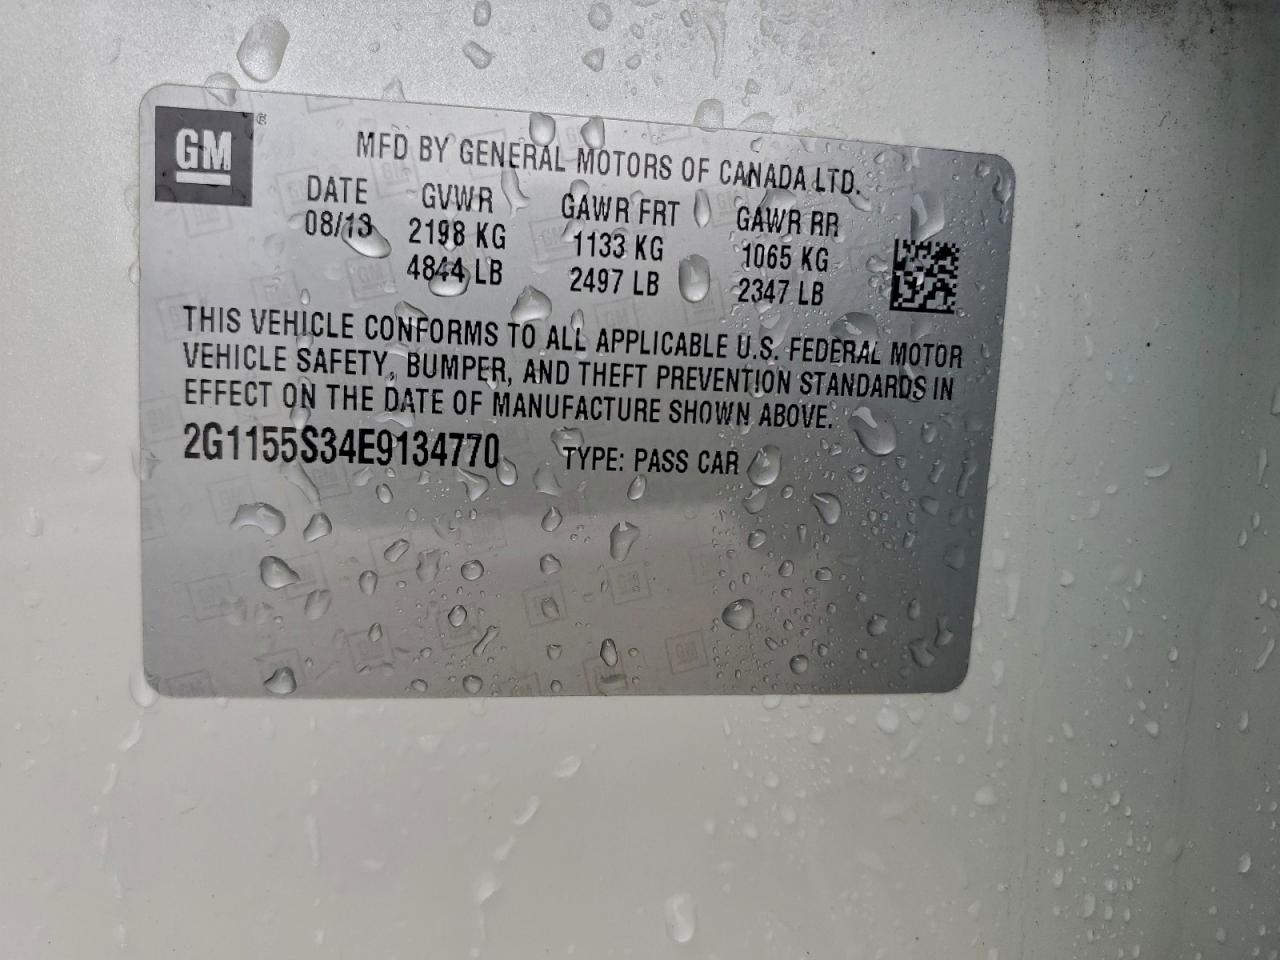 GM
MFD BY GENERAL MOTORS OF CANADA LTD.
DATE GVWR GAWR FRT GAWR RR
08/13 2198 KG 1133 KG 1065 KG
4844 LB 2497 LB 2347 LB
THIS VEHICLE CONFORMS TO ALL APPLICABLE U.S. FEDERAL MOTOR
VEHICLE SAFETY, BUMPER, AND THEFT PREVENTION STANDARDS IN
EFFECT ON THE DATE OF MANUFACTURE SHOWN ABOVE.
2G1155S34E9134770 TYPE: PASS CAR